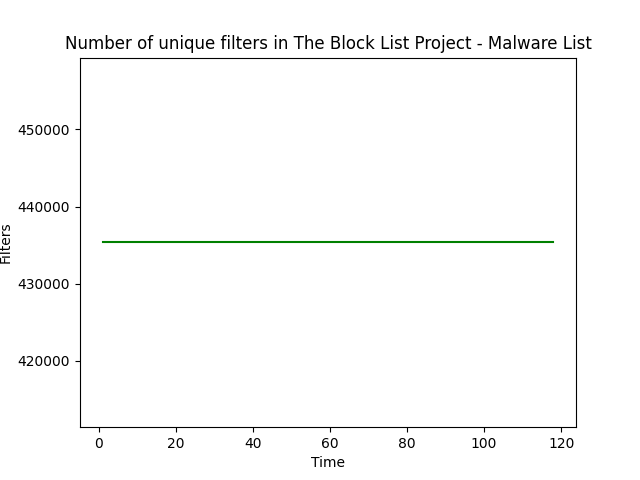 Number of unique filters in The Block List Project - Malware List
450000
440000
430000
420000
Filters
0 20 40 60 80 100 120
Time